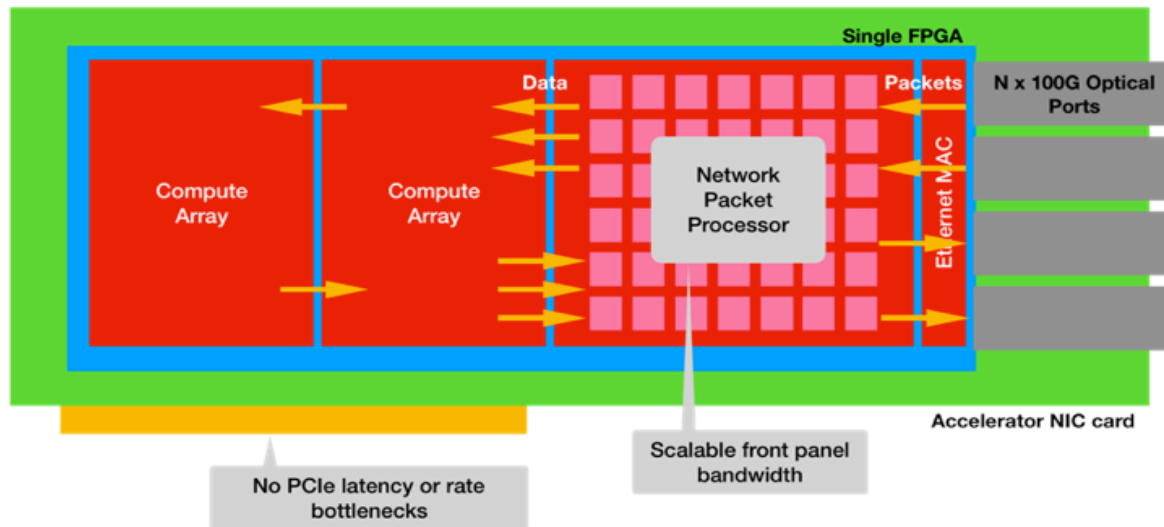 Single FPGA
Data
Packets
N x 100G Optical
Ports
Compute
Array
Compute
Array
Network
Packet
Processor
Ethernet MAC
Accelerator NIC card
Scalable front panel
bandwidth
No PCIe latency or rate
bottlenecks